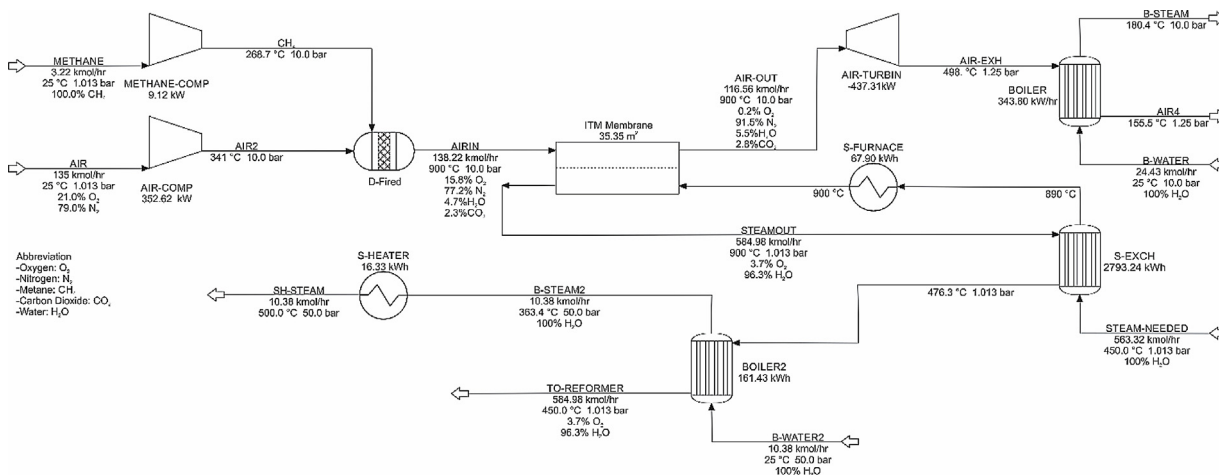 METHANE
3.22 kmol/hr
25 °C 1.013 bar
100.0% CH₄
METHANE-COMP
9.12 kW
CH₄
268.7 °C 10.0 bar
AIR
135 kmol/hr
25 °C 1.013 bar
21.0% O₂
79.0% N₂
AIR-COMP
352.62 kW
AIR2
341 °C 10.0 bar
D-Fired
AIRIN
138.22 kmol/hr
900 °C 10.0 bar
15.8% O₂
77.2% N₂
4.7%H₂O
2.3%CO₂
ITM Membrane
35.35 m²
AIR-OUT
116.56 kmol/hr
900 °C 10.0 bar
0.2% O₂
91.5% N₂
5.5%H₂O
2.8%CO₂
AIR-TURBIN
-437.31kW
AIR-EXH
498. °C 1.25 bar
B-STEAM
180.4 °C 10.0 bar
BOILER
343.80 kW/hr
AIR4
155.5 °C 1.25 bar
B-WATER
24.43 kmol/hr
25 °C 10.0 bar
100% H₂O
S-FURNACE
67.90 kWh
900 °C
890 °C
STEAMOUT
584.98 kmol/hr
900 °C 1.013 bar
3.7% O₂
96.3% H₂O
S-EXCH
2793.24 kWh
476.3 °C 1.013 bar
STEAM-NEEDED
563.32 kmol/hr
450.0 °C 1.013 bar
100% H₂O
Abbreviation
-Oxygen: O₂
-Nitrogen: N₂
-Metane: CH₄
-Carbon Dioxide: CO₂
-Water: H₂O
S-HEATER
16.33 kWh
SH-STEAM
10.38 kmol/hr
500.0 °C 50.0 bar
B-STEAM2
10.38 kmol/hr
363.4 °C 50.0 bar
100% H₂O
BOILER2
161.43 kWh
TO-REFORMER
584.98 kmol/hr
450.0 °C 1.013 bar
3.7% O₂
96.3% H₂O
B-WATER2
10.38 kmol/hr
25 °C 50.0 bar
100% H₂O